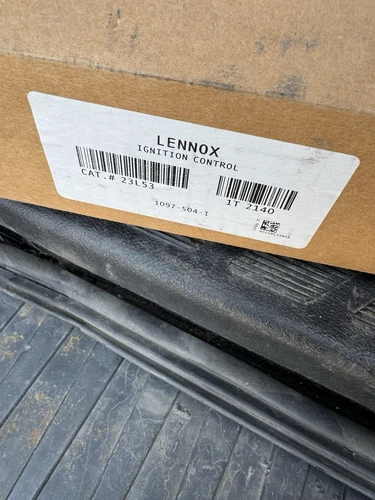 LENNOX
IGNITION CONTROL
CAT.# 23L53
1T 2140
1097-504-I